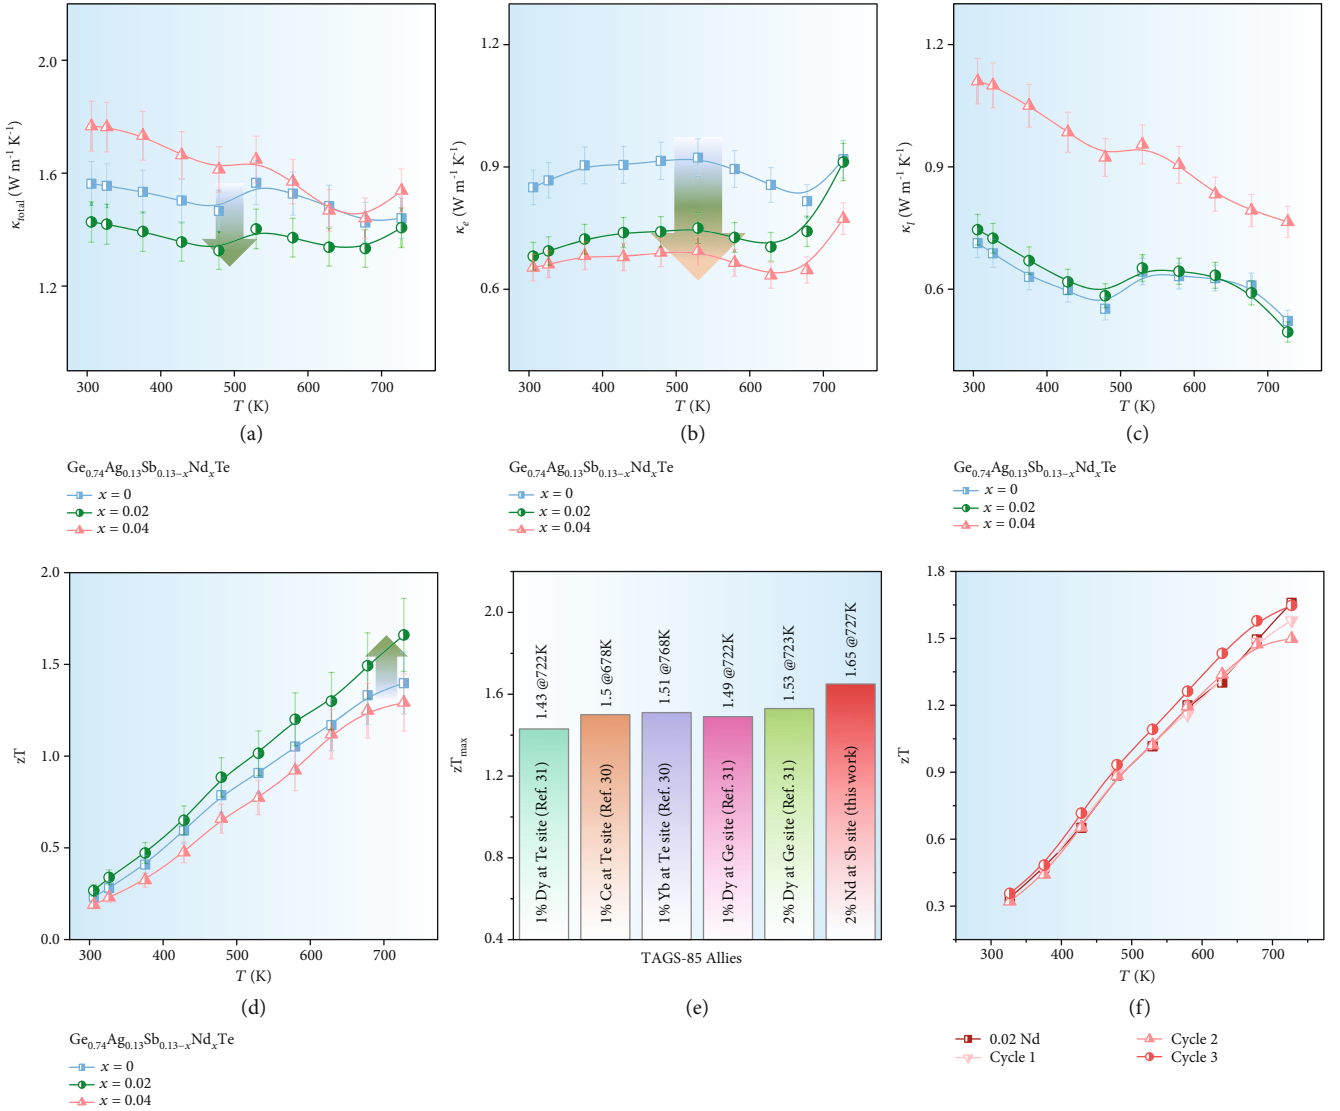 2.0
1.6
1.2
κtotal (W m-1 K-1)
300 400 500 600 700
T (K)
(a)
Ge0.74Ag0.13Sb0.13−xNdxTe
x = 0
x = 0.02
x = 0.04
1.2
0.9
0.6
κe (W m-1 K-1)
300 400 500 600 700
T (K)
(b)
Ge0.74Ag0.13Sb0.13−xNdxTe
x = 0
x = 0.02
x = 0.04
1.2
0.9
0.6
κl (W m-1 K-1)
300 400 500 600 700
T (K)
(c)
Ge0.74Ag0.13Sb0.13−xNdxTe
x = 0
x = 0.02
x = 0.04
2.0
1.5
1.0
0.5
0.0
zT
300 400 500 600 700
T (K)
(d)
Ge0.74Ag0.13Sb0.13−xNdxTe
x = 0
x = 0.02
x = 0.04
2.0
1.6
1.2
0.8
0.4
zTmax
1.43 @722K
1% Dy at Te site (Ref. 31)
1.5 @678K
1% Ce at Te site (Ref. 30)
1.51 @768K
1% Yb at Te site (Ref. 30)
1.49 @722K
1% Dy at Ge site (Ref. 31)
1.53 @723K
2% Dy at Ge site (Ref. 31)
1.65 @727K
2% Nd at Sb site (this work)
TAGS-85 Allies
(e)
1.8
1.5
1.2
0.9
0.6
0.3
zT
300 400 500 600 700
T (K)
(f)
0.02 Nd
Cycle 1
Cycle 2
Cycle 3